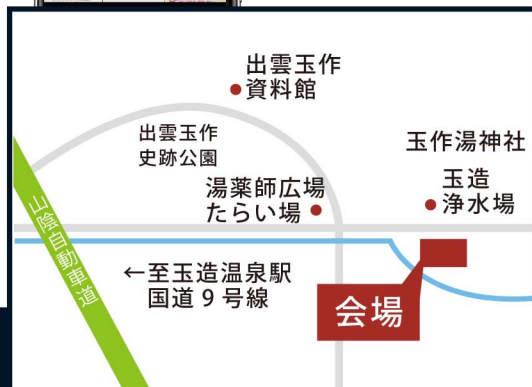 出雲玉作
資料館
出雲玉作
史跡公園
玉作湯神社
湯薬師広場
たらい場
玉造
浄水場
山陰自動車道
←至玉造温泉駅
国道9号線
会場